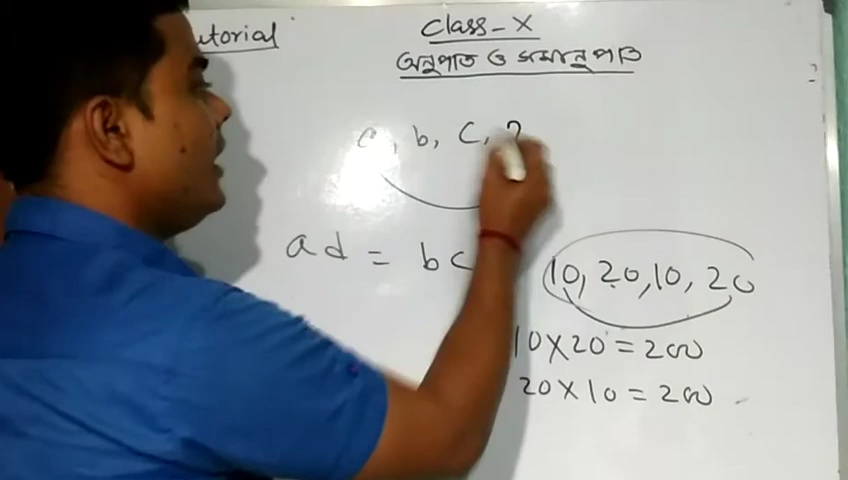 utorial
Class - X
অনুপাত ও সমানুপাত
a, b, c,
ad = bc
10, 20, 10, 20
10 X 20 = 200
20 X 10 = 200